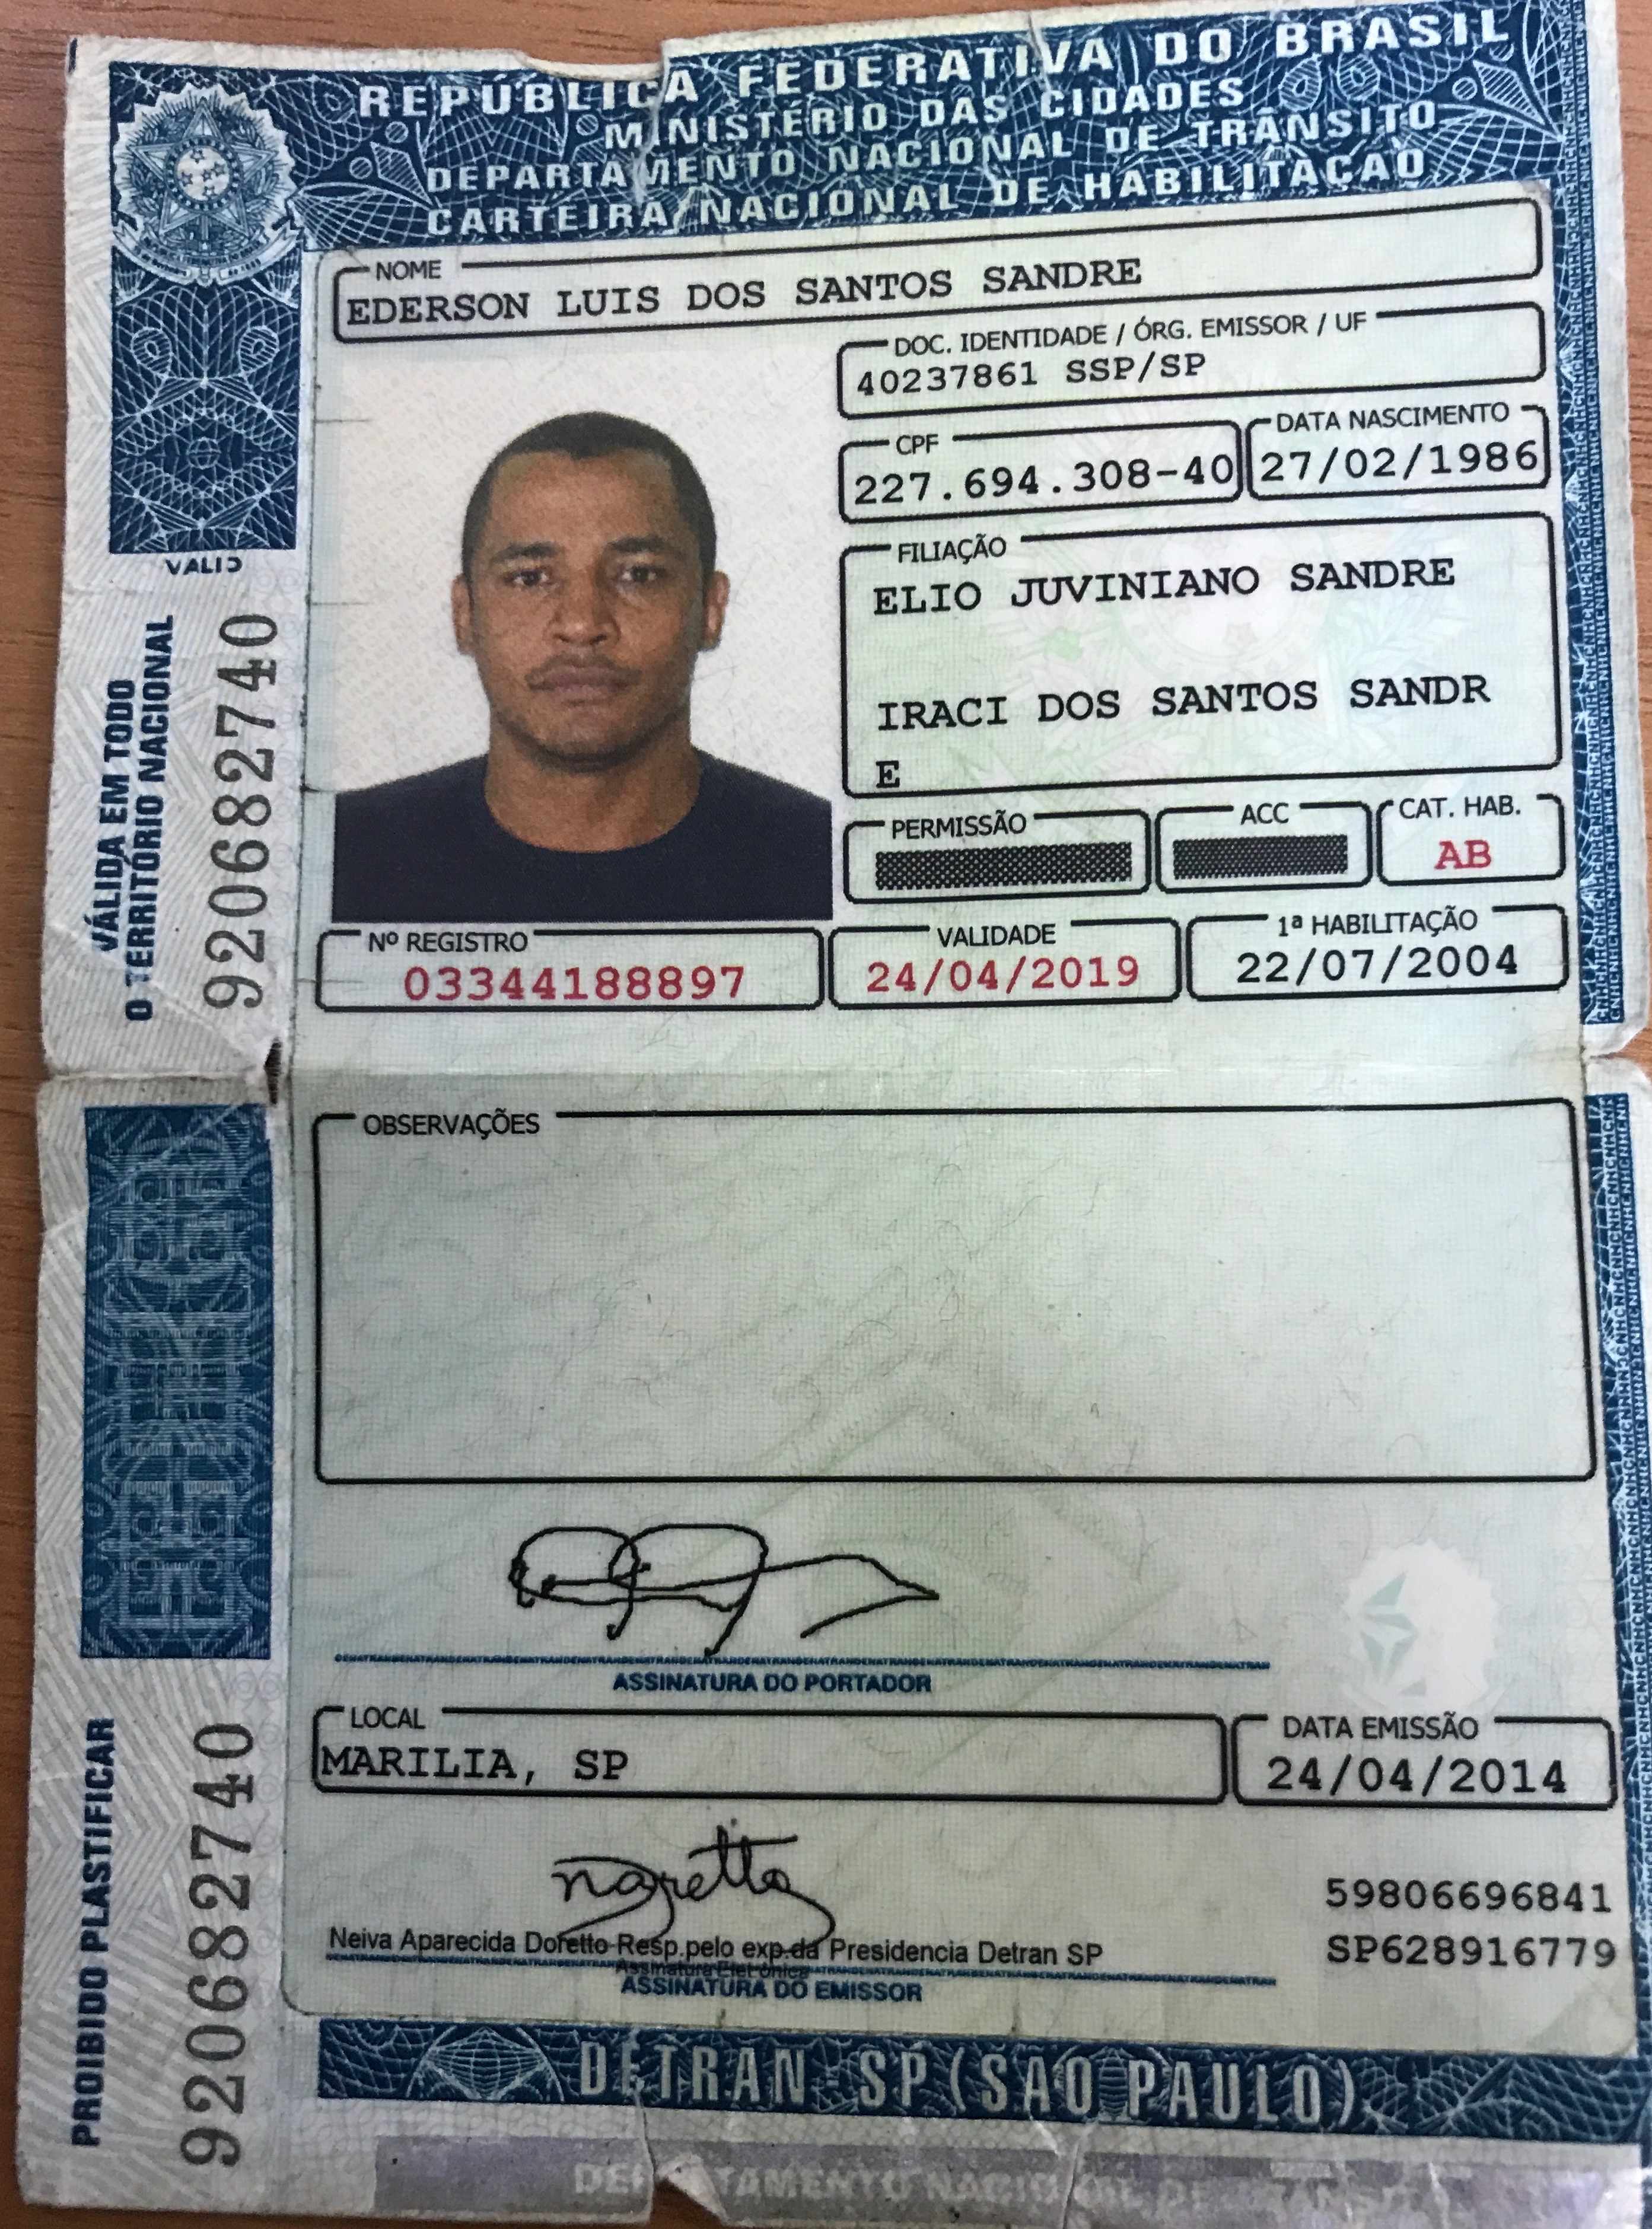 REPÚBLICA FEDERATIVA DO BRASIL
MINISTÉRIO DAS CIDADES
DEPARTAMENTO NACIONAL DE TRÂNSITO
CARTEIRA NACIONAL DE HABILITAÇÃO
NOME
EDERSON LUIS DOS SANTOS SANDRE
DOC. IDENTIDADE / ÓRG. EMISSOR / UF
40237861 SSP/SP
CPF
227.694.308-40
DATA NASCIMENTO
27/02/1986
FILIAÇÃO
ELIO JUVINIANO SANDRE
IRACI DOS SANTOS SANDR
E
PERMISSÃO
ACC
CAT. HAB.
AB
Nº REGISTRO
03344188897
VALIDADE
24/04/2019
1ª HABILITAÇÃO
22/07/2004
VALID
VÁLIDA EM TODO
O TERRITÓRIO NACIONAL
920682740
OBSERVAÇÕES
ASSINATURA DO PORTADOR
LOCAL
MARILIA, SP
DATA EMISSÃO
24/04/2014
59806696841
SP628916779
Neiva Aparecida Doretto-Resp.pelo exp.da Presidencia Detran SP
Assinatura Eletrônica
ASSINATURA DO EMISSOR
PROIBIDO PLASTIFICAR
920682740
DETRAN-SP (SAO PAULO)
DEPARTAMENTO NACIONAL DE TRANSITO